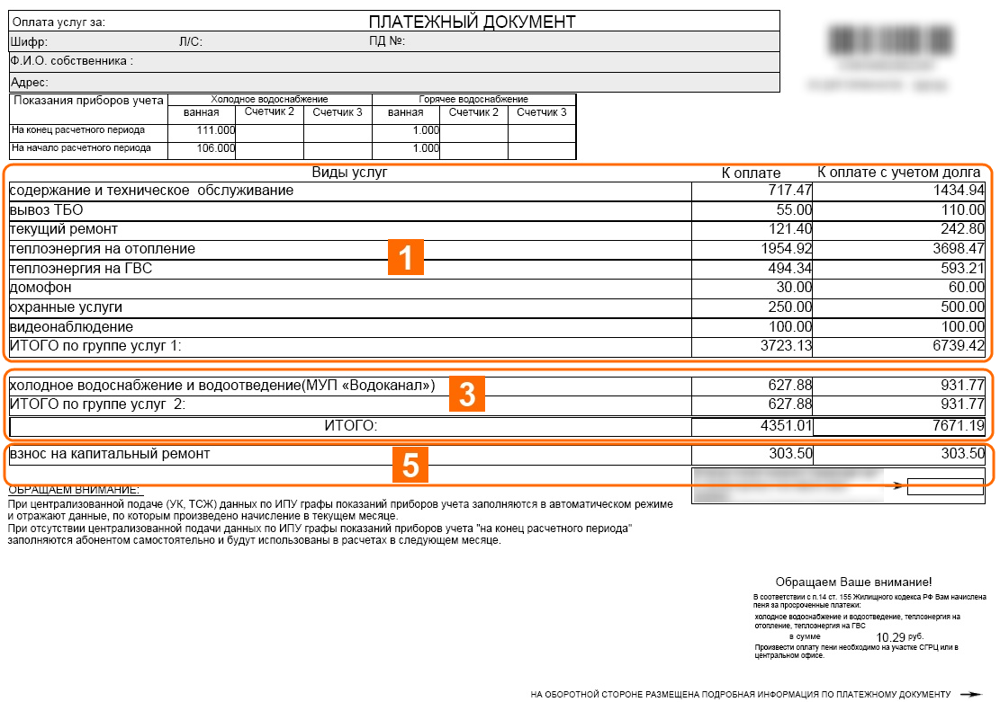 Оплата услуг за: ПЛАТЕЖНЫЙ ДОКУМЕНТ
Шифр: Л/С: ПД №:
Ф.И.О. собственника :
Адрес:
Показания приборов учета Холодное водоснабжение Горячее водоснабжение
ванная Счетчик 2 Счетчик 3 ванная Счетчик 2 Счетчик 3
На конец расчетного периода 111.000 1.000
На начало расчетного периода 106.000 1.000
Виды услуг К оплате К оплате с учетом долга
содержание и техническое обслуживание 717.47 1434.94
вывоз ТБО 55.00 110.00
текущий ремонт 121.40 242.80
теплоэнергия на отопление 1954.92 3698.47
1
теплоэнергия на ГВС 494.34 593.21
домофон 30.00 60.00
охранные услуги 250.00 500.00
видеонаблюдение 100.00 100.00
ИТОГО по группе услуг 1: 3723.13 6739.42
холодное водоснабжение и водоотведение(МУП «Водоканал») 627.88 931.77
3
ИТОГО по группе услуг 2: 627.88 931.77
ИТОГО: 4351.01 7671.19
взнос на капитальный ремонт 303.50 303.50
5
ОБРАЩАЕМ ВНИМАНИЕ:
При централизованной подаче (УК, ТСЖ) данных по ИПУ графы показаний приборов учета заполняются в автоматическом режиме
и отражают данные, по которым произведено начисление в текущем месяце.
При отсутствии централизованной подачи данных по ИПУ графы показаний приборов учета "на конец расчетного периода"
заполняются абонентом самостоятельно и будут использованы в расчетах в следующем месяце.
Обращаем Ваше внимание!
В соответствии с п.14 ст. 155 Жилищного кодекса РФ Вам начислена
пеня за просроченные платежи:
холодное водоснабжение и водоотведение, теплоэнергия на
отопление, теплоэнергия на ГВС
в сумме 10.29 руб.
Произвести оплату пени необходимо на участке СГРЦ или в
центральном офисе.
НА ОБОРОТНОЙ СТОРОНЕ РАЗМЕЩЕНА ПОДРОБНАЯ ИНФОРМАЦИЯ ПО ПЛАТЕЖНОМУ ДОКУМЕНТУ